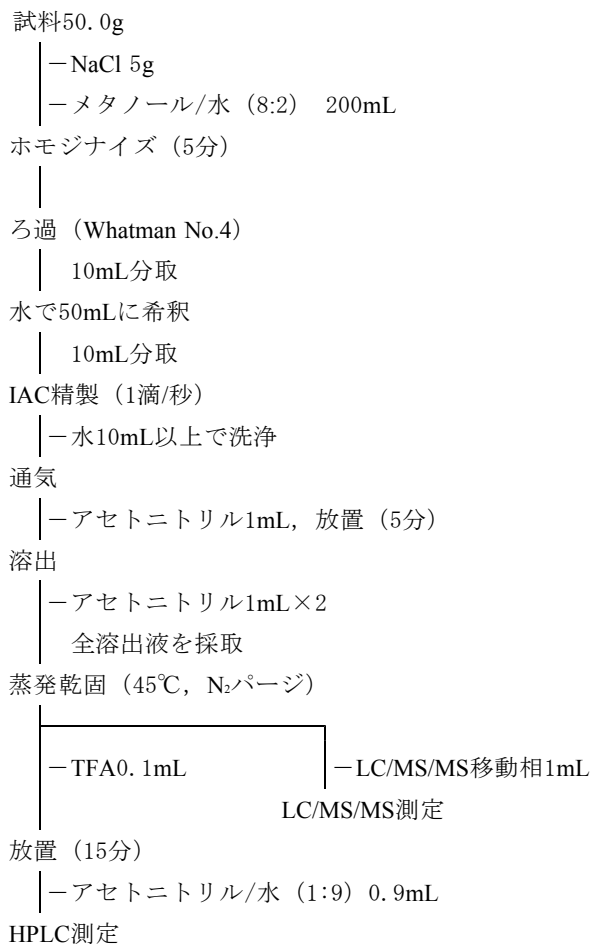 試料50.0g
－NaCl 5g
－メタノール/水（8:2） 200mL
ホモジナイズ（5分）
ろ過（Whatman No.4）
10mL分取
水で50mLに希釈
10mL分取
IAC精製（1滴/秒）
－水10mL以上で洗浄
通気
－アセトニトリル1mL，放置（5分）
溶出
－アセトニトリル1mL×2
全溶出液を採取
蒸発乾固（45℃，N₂パージ）
－TFA0.1mL －LC/MS/MS移動相1mL
LC/MS/MS測定
放置（15分）
－アセトニトリル/水（1:9）0.9mL
HPLC測定